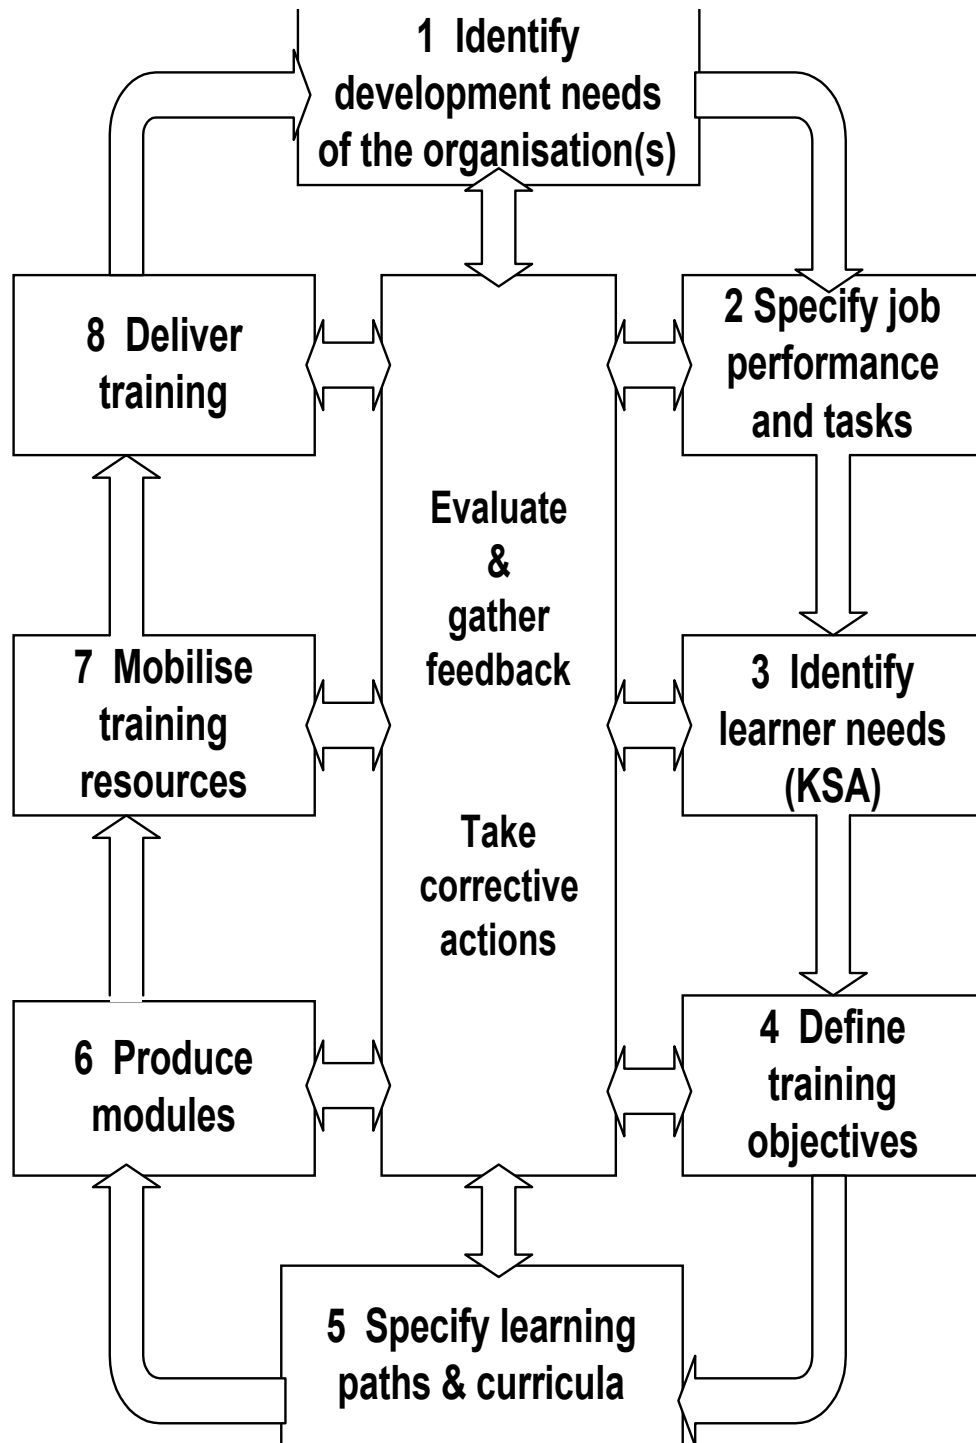 1 Identify
development needs
of the organisation(s)
2 Specify job
performance
and tasks
3 Identify
learner needs
(KSA)
4 Define
training
objectives
5 Specify learning
paths & curricula
6 Produce
modules
7 Mobilise
training
resources
8 Deliver
training
Evaluate
&
gather
feedback
Take
corrective
actions